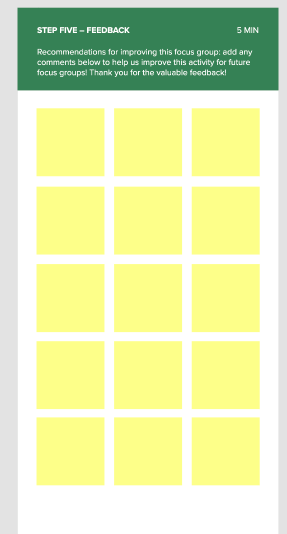 STEP FIVE – FEEDBACK 5 MIN
Recommendations for improving this focus group: add any
comments below to help us improve this activity for future
focus groups! Thank you for the valuable feedback!